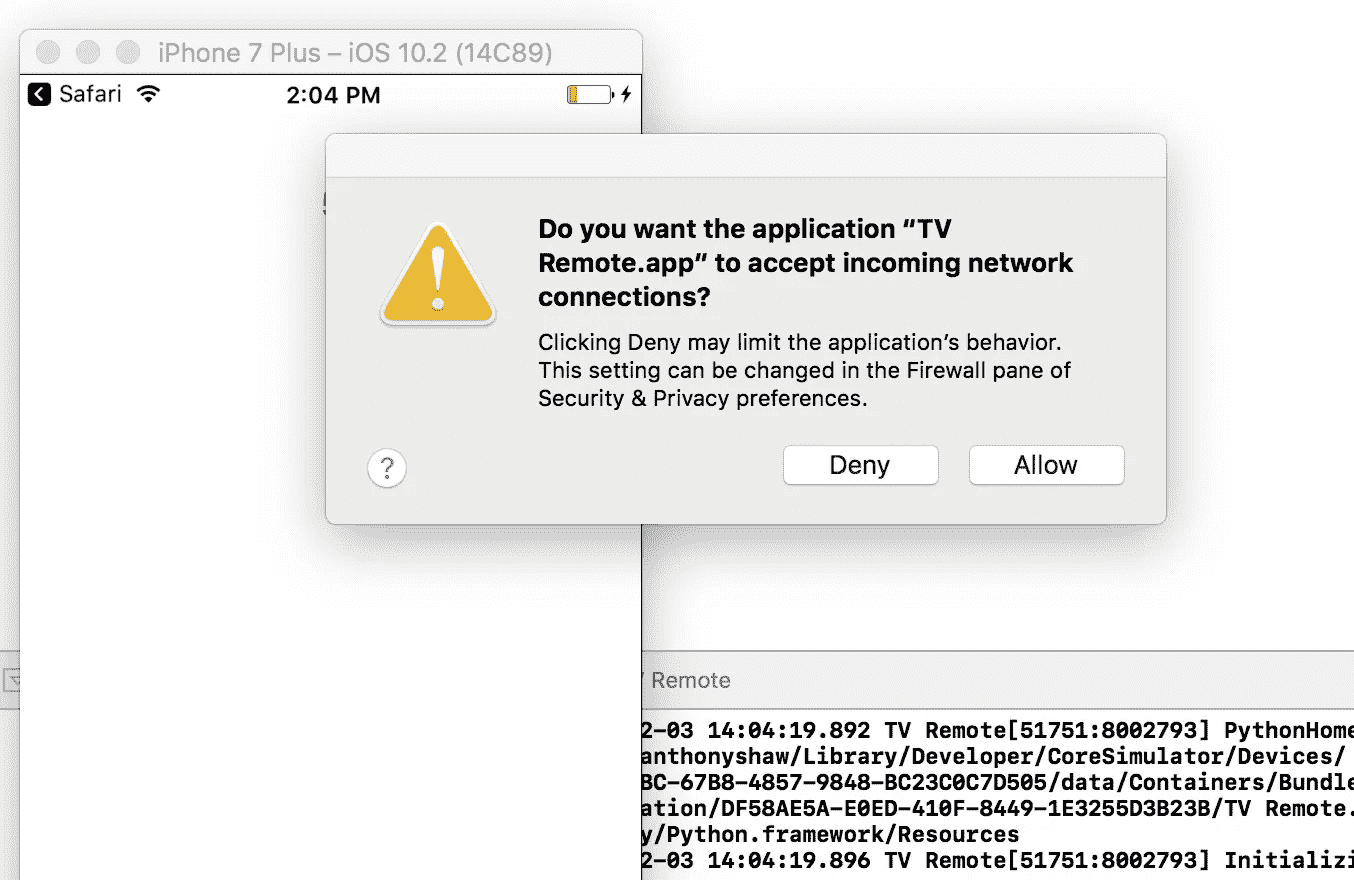 iPhone 7 Plus – iOS 10.2 (14C89)
Safari 2:04 PM
Do you want the application “TV
Remote.app” to accept incoming network
connections?
Clicking Deny may limit the application’s behavior.
This setting can be changed in the Firewall pane of
Security & Privacy preferences.
? Deny Allow
Remote
2-03 14:04:19.892 TV Remote[51751:8002793] PythonHome
anthonyshaw/Library/Developer/CoreSimulator/Devices/
BC-67B8-4857-9848-BC23C0C7D505/data/Containers/Bundle
ation/DF58AE5A-E0ED-410F-8449-1E3255D3B23B/TV Remote.
y/Python.framework/Resources
2-03 14:04:19.896 TV Remote[51751:8002793] Initializi